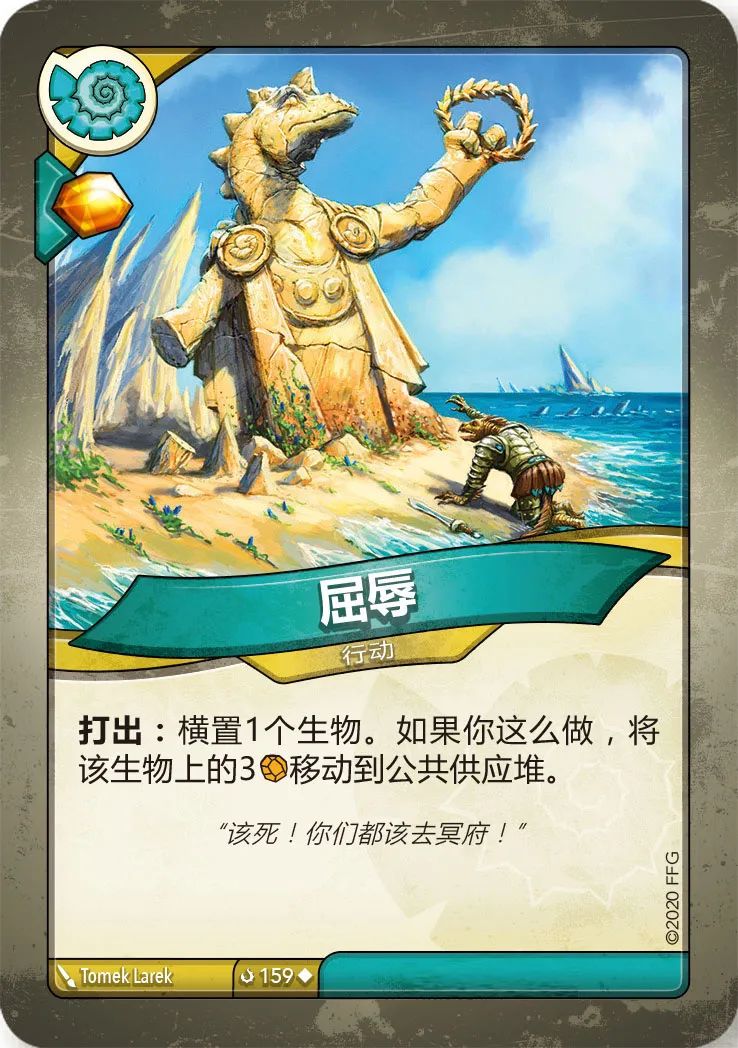 屈辱
行动
打出：横置1个生物。如果你这么做，将
该生物上的3移动到公共供应堆。
“该死！你们都该去冥府！”
©2020 FFG
Tomek Larek
159